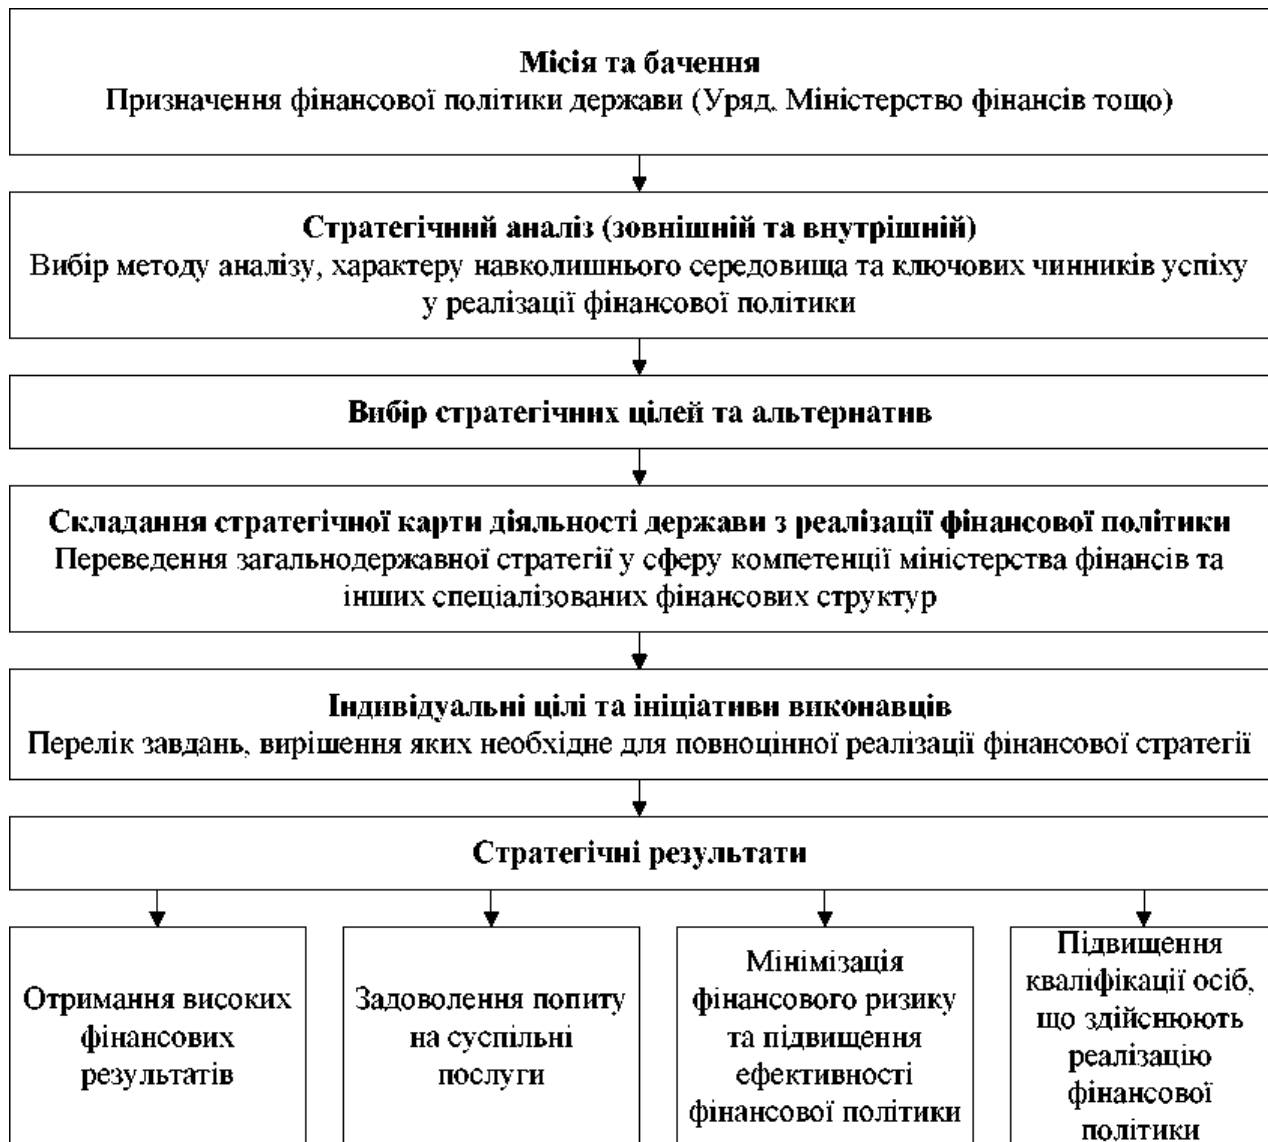 Місія та бачення
Призначення фінансової політики держави (Уряд. Міністерство фінансів тощо)
Стратегічний аналіз (зовнішній та внутрішній)
Вибір методу аналізу, характеру навколишнього середовища та ключових чинників успіху
у реалізації фінансової політики
Вибір стратегічних цілей та альтернатив
Складання стратегічної карти діяльності держави з реалізації фінансової політики
Переведення загальнодержавної стратегії у сферу компетенції міністерства фінансів та
інших спеціалізованих фінансових структур
Індивідуальні цілі та ініціативи виконавців
Перелік завдань, вирішення яких необхідне для повноцінної реалізації фінансової стратегії
Стратегічні результати
Отримання високих
фінансових
результатів
Задоволення попиту
на суспільні
послуги
Мінімізація
фінансового ризику
та підвищення
ефективності
фінансової політики
Підвищення
кваліфікації осіб,
що здійснюють
реалізацію
фінансової
політики